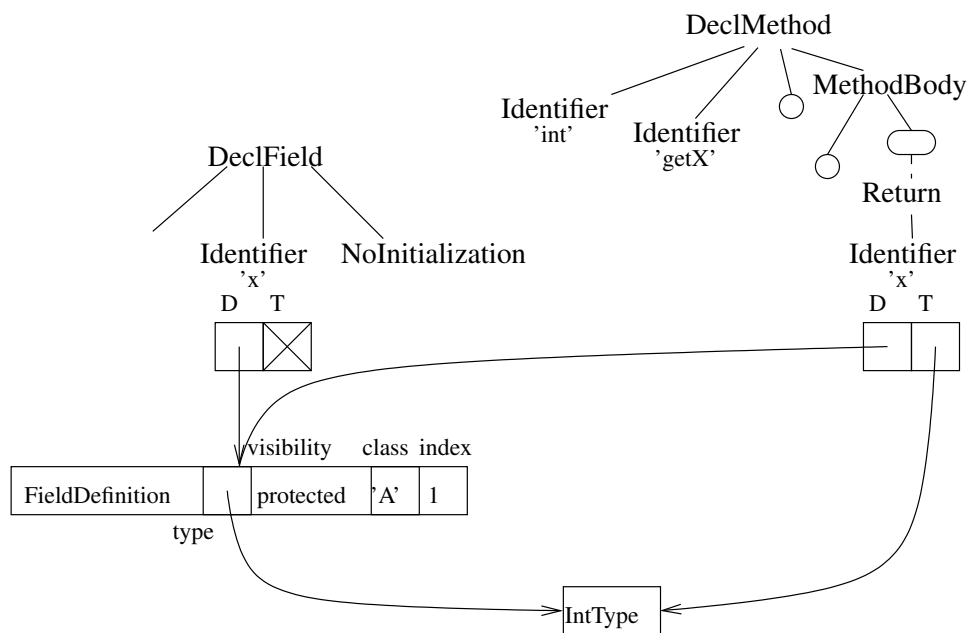 DeclMethod
MethodBody
Identifier
'int'
Identifier
'getX'
DeclField
Return
Identifier
'x'
NoInitialization
Identifier
'x'
D T
D T
visibility class index
FieldDefinition protected 'A' 1
type
IntType